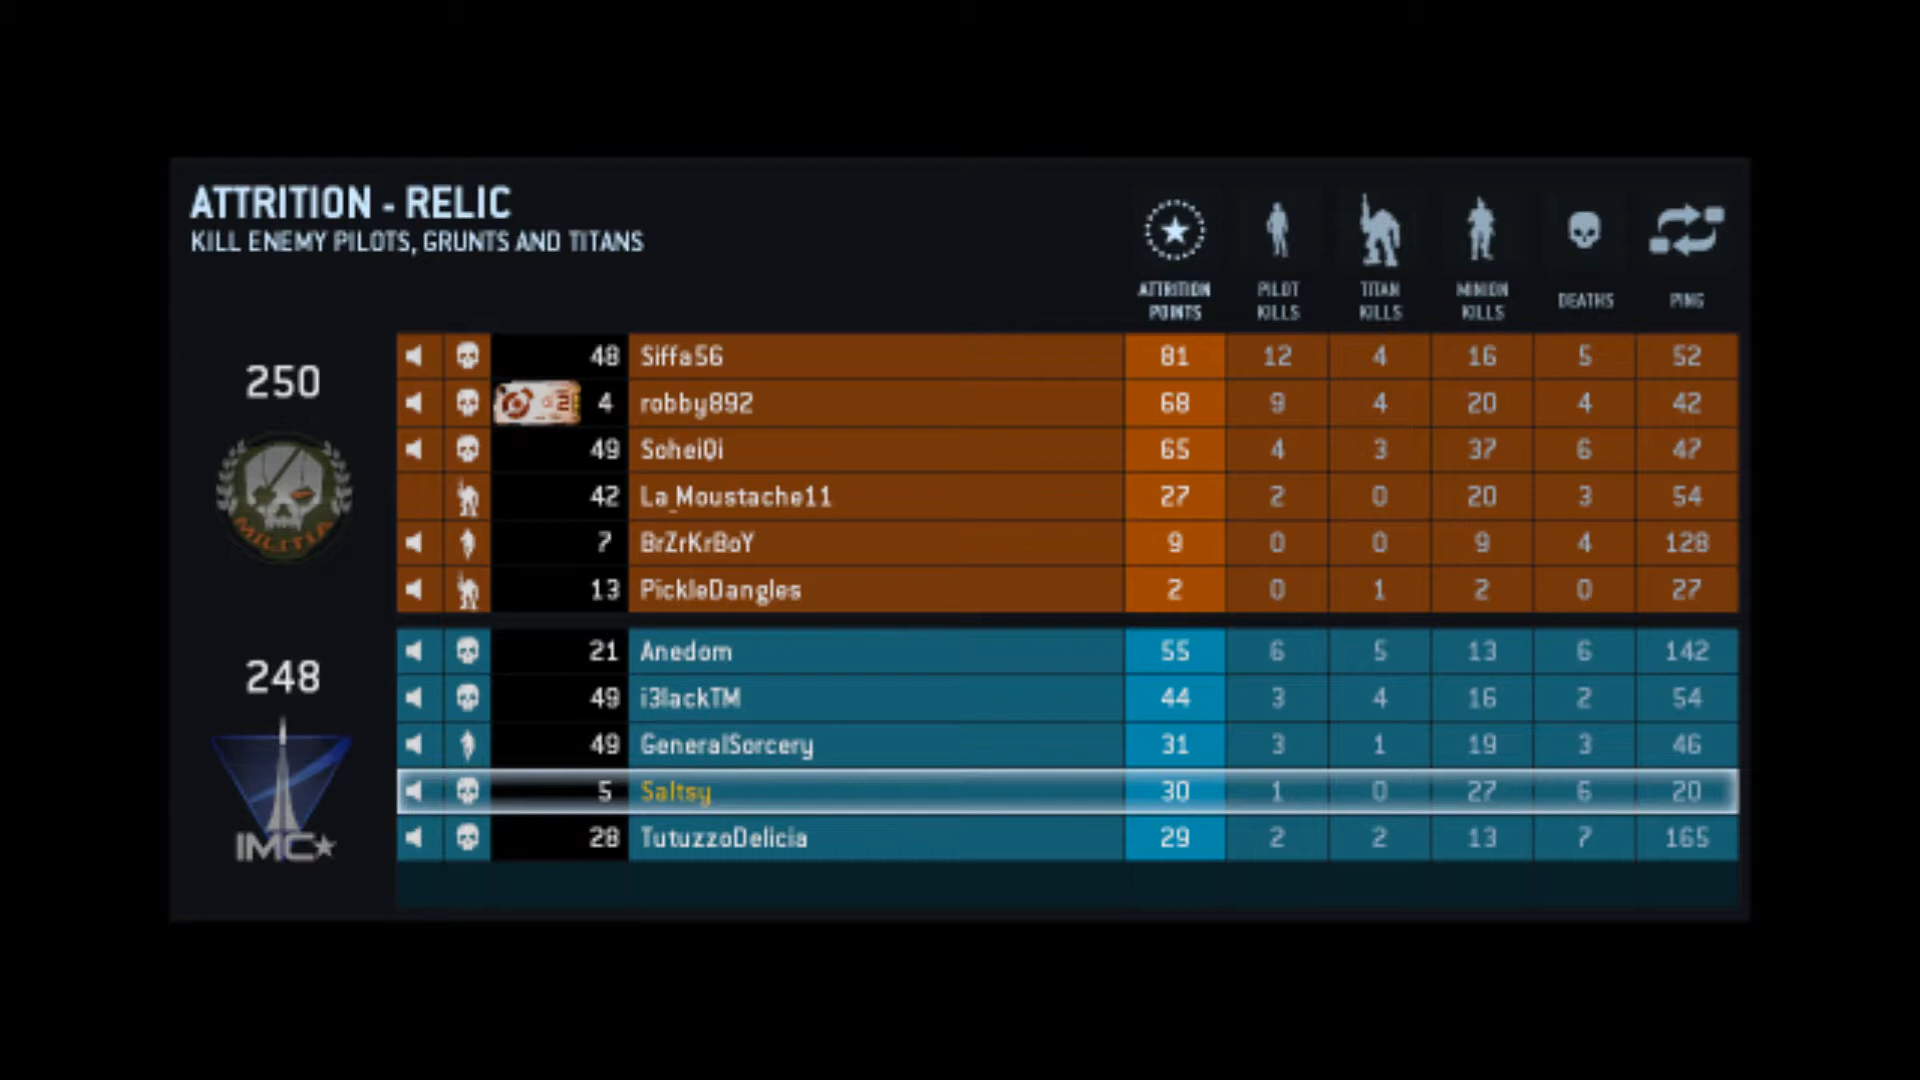 ATTRITION - RELIC
KILL ENEMY PILOTS, GRUNTS AND TITANS
ATTRITION POINTS PILOT KILLS TITAN KILLS MINION KILLS DEATHS PING
250
MILITIA
48 Siffa56 81 12 4 16 5 52
4 robby892 68 9 4 20 4 42
49 SoheiQi 65 4 3 37 6 47
42 La_Moustache11 27 2 0 20 3 54
7 BrZrKrBoY 9 0 0 9 4 128
13 PickleDangles 2 0 1 2 0 27
248
IMC
21 Anedom 55 6 5 13 6 142
49 i3lackTM 44 3 4 16 2 54
49 GeneralSorcery 31 3 1 19 3 46
5 Saltsy 30 1 0 27 6 20
28 TutuzzoDelicia 29 2 2 13 7 165